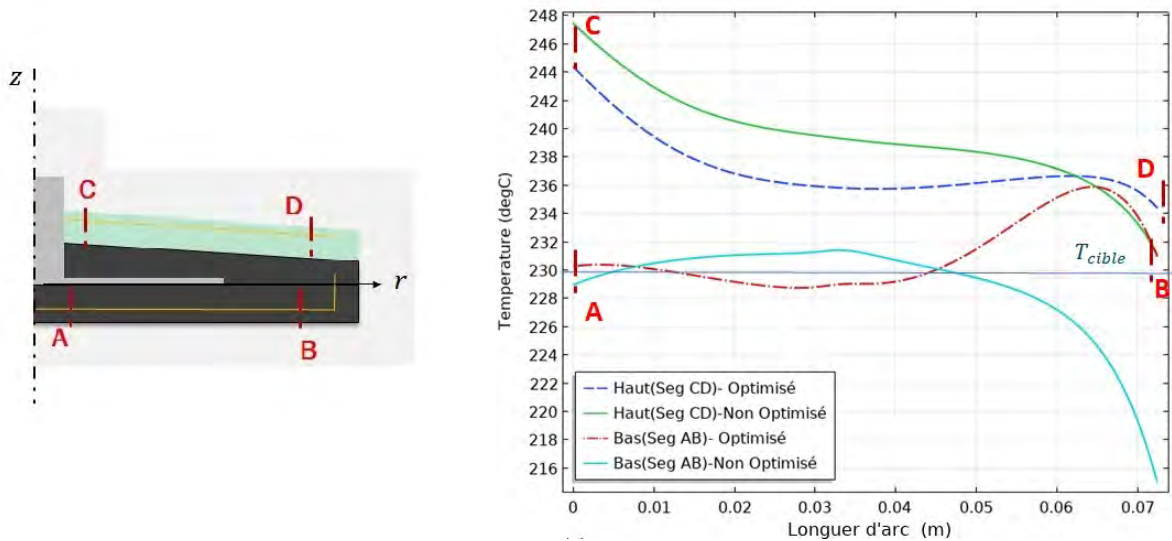 z
C
D
r
A
B
248
246
244
242
240
238
236
234
232
230
228
226
224
222
220
218
216
Temperature (degC)
C
D
T_cible
A
B
Haut(Seg CD)- Optimisé
Haut(Seg CD)-Non Optimisé
Bas(Seg AB)- Optimisé
Bas(Seg AB)-Non Optimisé
0 0.01 0.02 0.03 0.04 0.05 0.06 0.07
Longuer d'arc (m)